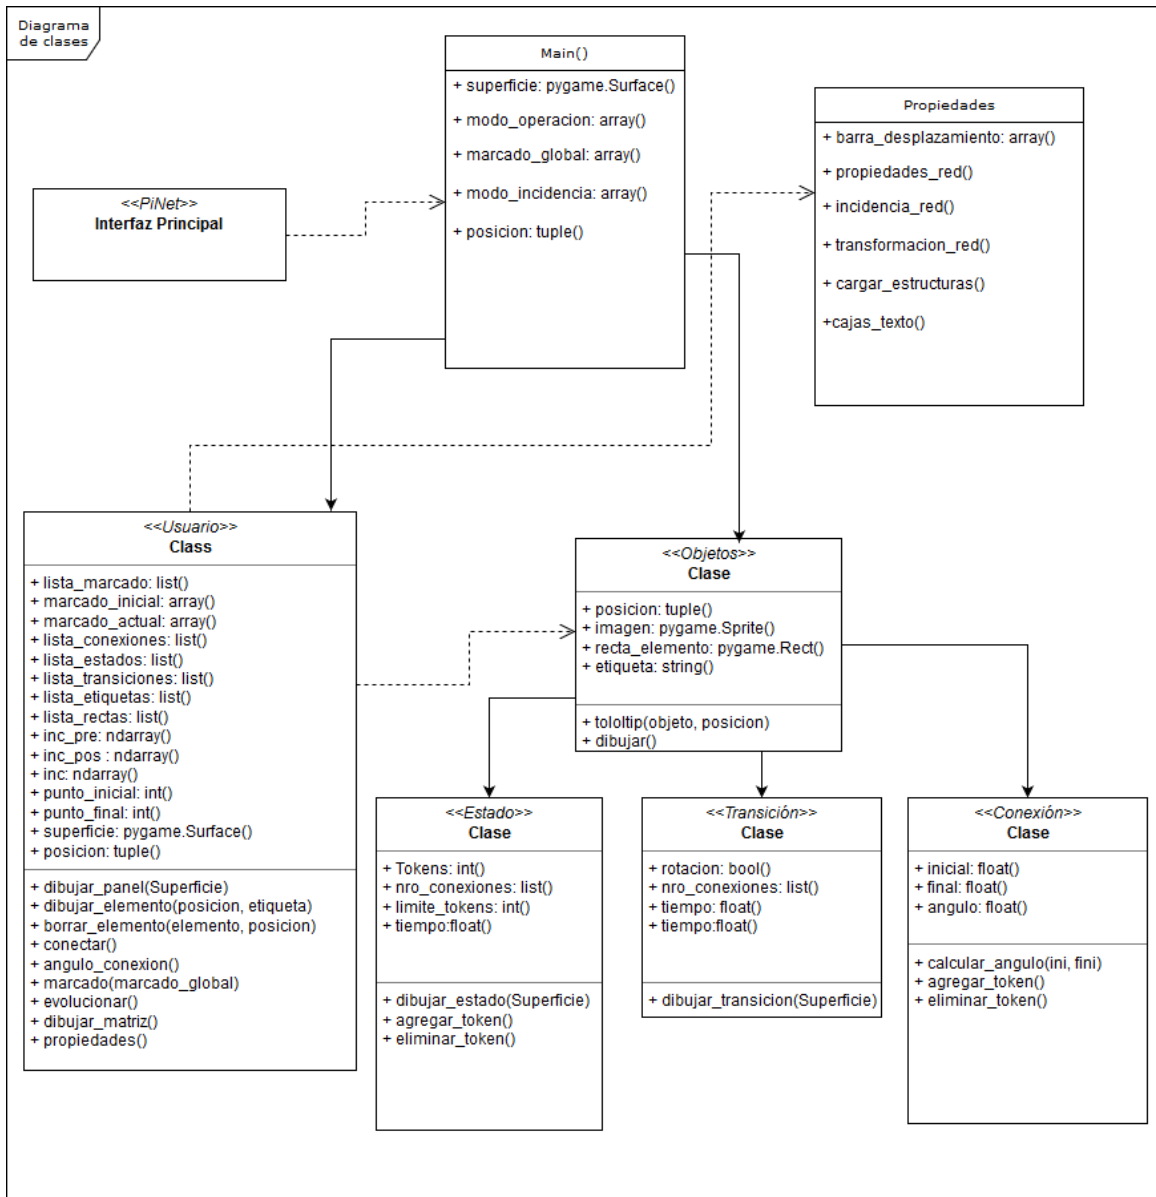 Diagrama
de clases
Main()
+ superficie: pygame.Surface()
+ modo_operacion: array()
+ marcado_global: array()
+ modo_incidencia: array()
+ posicion: tuple()
Propiedades
+ barra_desplazamiento: array()
+ propiedades_red()
+ incidencia_red()
+ transformacion_red()
+ cargar_estructuras()
+cajas_texto()
<<PiNet>>
Interfaz Principal
<<Usuario>>
Class
+ lista_marcado: list()
+ marcado_inicial: array()
+ marcado_actual: array()
+ lista_conexiones: list()
+ lista_estados: list()
+ lista_transiciones: list()
+ lista_etiquetas: list()
+ lista_rectas: list()
+ inc_pre: ndarray()
+ inc_pos : ndarray()
+ inc: ndarray()
+ punto_inicial: int()
+ punto_final: int()
+ superficie: pygame.Surface()
+ posicion: tuple()
+ dibujar_panel(Superficie)
+ dibujar_elemento(posicion, etiqueta)
+ borrar_elemento(elemento, posicion)
+ conectar()
+ angulo_conexion()
+ marcado(marcado_global)
+ evolucionar()
+ dibujar_matriz()
+ propiedades()
<<Objetos>>
Clase
+ posicion: tuple()
+ imagen: pygame.Sprite()
+ recta_elemento: pygame.Rect()
+ etiqueta: string()
+ tololtip(objeto, posicion)
+ dibujar()
<<Estado>>
Clase
+ Tokens: int()
+ nro_conexiones: list()
+ limite_tokens: int()
+ tiempo:float()
+ dibujar_estado(Superficie)
+ agregar_token()
+ eliminar_token()
<<Transición>>
Clase
+ rotacion: bool()
+ nro_conexiones: list()
+ tiempo: float()
+ tiempo:float()
+ dibujar_transicion(Superficie)
<<Conexión>>
Clase
+ inicial: float()
+ final: float()
+ angulo: float()
+ calcular_angulo(ini, fini)
+ agregar_token()
+ eliminar_token()